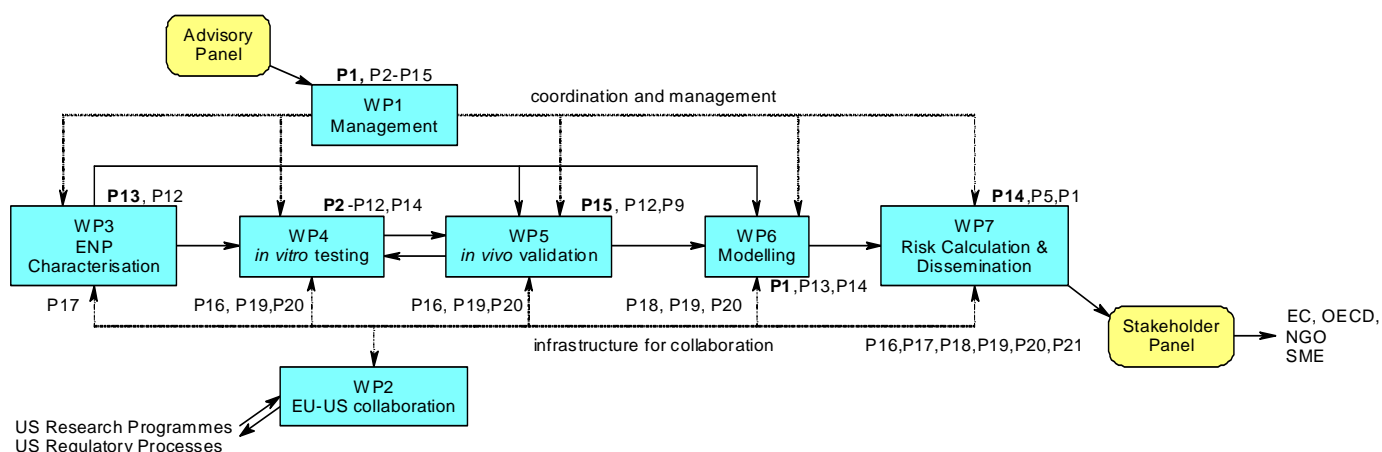 Advisory
Panel
P1, P2-P15
WP1
Management
coordination and management
P13, P12
WP3
ENP
Characterisation
P2-P12,P14
WP4
in vitro testing
P15, P12,P9
WP5
in vivo validation
WP6
Modelling
P1,P13,P14
P14,P5,P1
WP7
Risk Calculation &
Dissemination
P17
P16, P19,P20
P16, P19,P20
P18, P19, P20
P16,P17,P18,P19,P20,P21
infrastructure for collaboration
Stakeholder
Panel
EC, OECD,
NGO
SME
WP2
EU-US collaboration
US Research Programmes
US Regulatory Processes